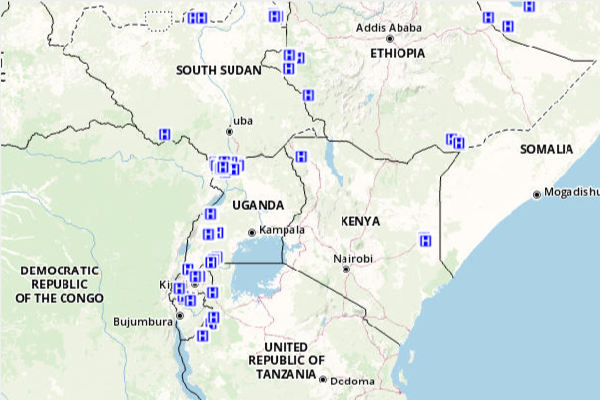 Addis Ababa
ETHIOPIA
SOUTH SUDAN
uba
SOMALIA
Mogadishu
UGANDA
Kampala
KENYA
Nairobi
DEMOCRATIC
REPUBLIC
OF THE CONGO
Ki
Bujumbura
UNITED
REPUBLIC OF
TANZANIA
Dodoma